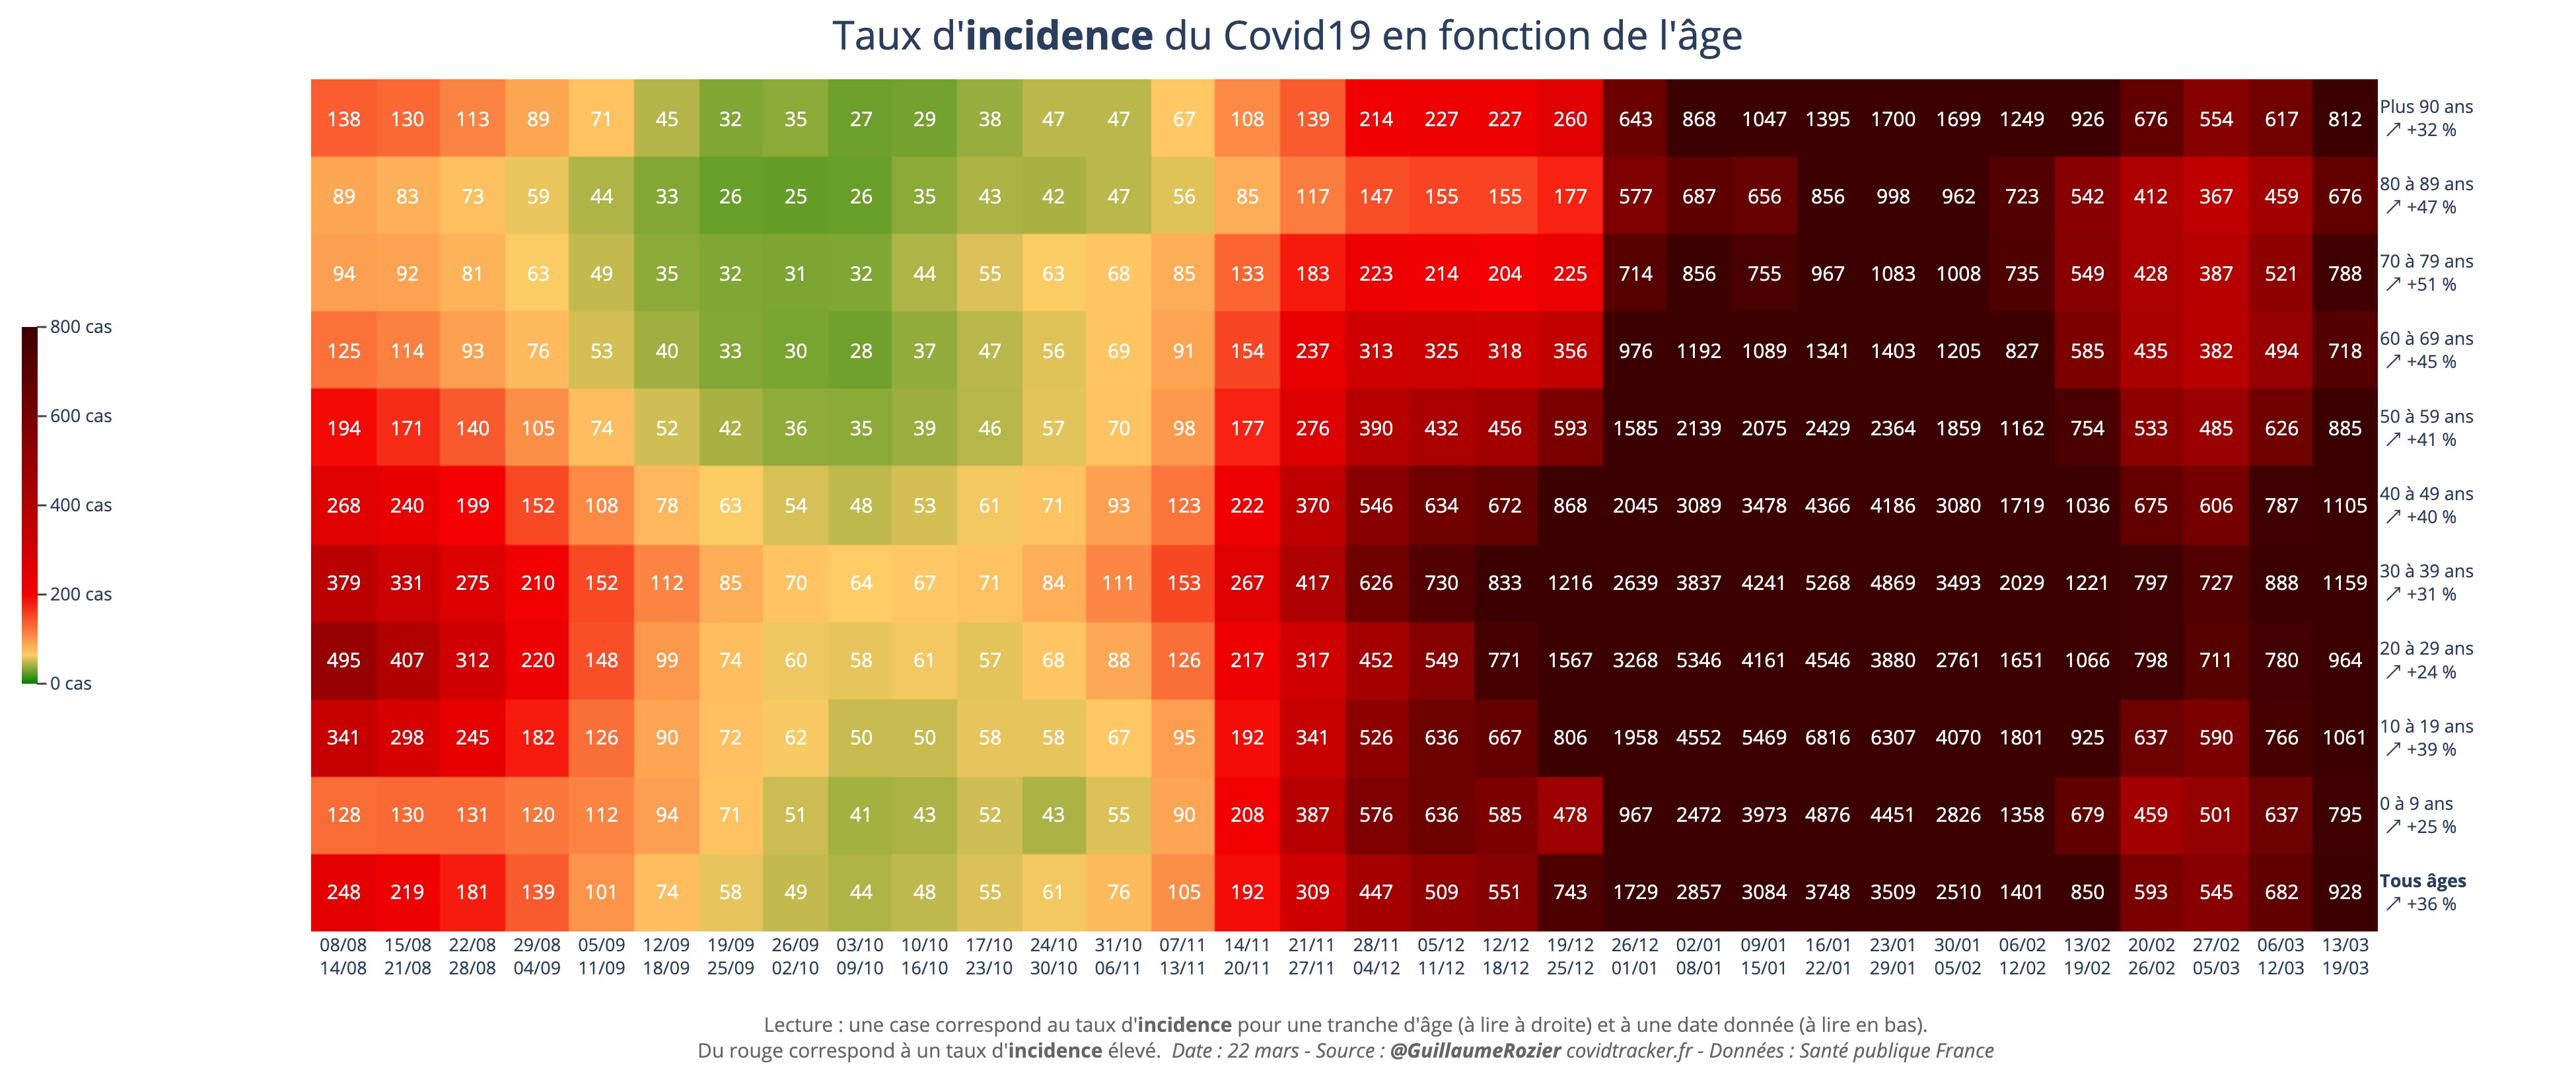 Taux d'incidence du Covid19 en fonction de l'âge
138 130 113 89 71 45 32 35 27 29 38 47 47 67 108 139 214 227 227 260 643 868 1047 1395 1700 1699 1249 926 676 554 617 812 Plus 90 ans
↗ +32 %
89 83 73 59 44 33 26 25 26 35 43 42 47 56 85 117 147 155 155 177 577 687 656 856 998 962 723 542 412 367 459 676 80 à 89 ans
↗ +47 %
94 92 81 63 49 35 32 31 32 44 55 63 68 85 133 183 223 214 204 225 714 856 755 967 1083 1008 735 549 428 387 521 788 70 à 79 ans
↗ +51 %
800 cas
125 114 93 76 53 40 33 30 28 37 47 56 69 91 154 237 313 325 318 356 976 1192 1089 1341 1403 1205 827 585 435 382 494 718 60 à 69 ans
↗ +45 %
600 cas
194 171 140 105 74 52 42 36 35 39 46 57 70 98 177 276 390 432 456 593 1585 2139 2075 2429 2364 1859 1162 754 533 485 626 885 50 à 59 ans
↗ +41 %
400 cas
268 240 199 152 108 78 63 54 48 53 61 71 93 123 222 370 546 634 672 868 2045 3089 3478 4366 4186 3080 1719 1036 675 606 787 1105 40 à 49 ans
↗ +40 %
200 cas
379 331 275 210 152 112 85 70 64 67 71 84 111 153 267 417 626 730 833 1216 2639 3837 4241 5268 4869 3493 2029 1221 797 727 888 1159 30 à 39 ans
↗ +31 %
0 cas
495 407 312 220 148 99 74 60 58 61 57 68 88 126 217 317 452 549 771 1567 3268 5346 4161 4546 3880 2761 1651 1066 798 711 780 964 20 à 29 ans
↗ +24 %
341 298 245 182 126 90 72 62 50 50 58 58 67 95 192 341 526 636 667 806 1958 4552 5469 6816 6307 4070 1801 925 637 590 766 1061 10 à 19 ans
↗ +39 %
128 130 131 120 112 94 71 51 41 43 52 43 55 90 208 387 576 636 585 478 967 2472 3973 4876 4451 2826 1358 679 459 501 637 795 0 à 9 ans
↗ +25 %
248 219 181 139 101 74 58 49 44 48 55 61 76 105 192 309 447 509 551 743 1729 2857 3084 3748 3509 2510 1401 850 593 545 682 928 Tous âges
↗ +36 %
08/08 15/08 22/08 29/08 05/09 12/09 19/09 26/09 03/10 10/10 17/10 24/10 31/10 07/11 14/11 21/11 28/11 05/12 12/12 19/12 26/12 02/01 09/01 16/01 23/01 30/01 06/02 13/02 20/02 27/02 06/03 13/03
14/08 21/08 28/08 04/09 11/09 18/09 25/09 02/10 09/10 16/10 23/10 30/10 06/11 13/11 20/11 27/11 04/12 11/12 18/12 25/12 01/01 08/01 15/01 22/01 29/01 05/02 12/02 19/02 26/02 05/03 12/03 19/03
Lecture : une case correspond au taux d'incidence pour une tranche d'âge (à lire à droite) et à une date donnée (à lire en bas).
Du rouge correspond à un taux d'incidence élevé. Date : 22 mars - Source : @GuillaumeRozier covidtracker.fr - Données : Santé publique France